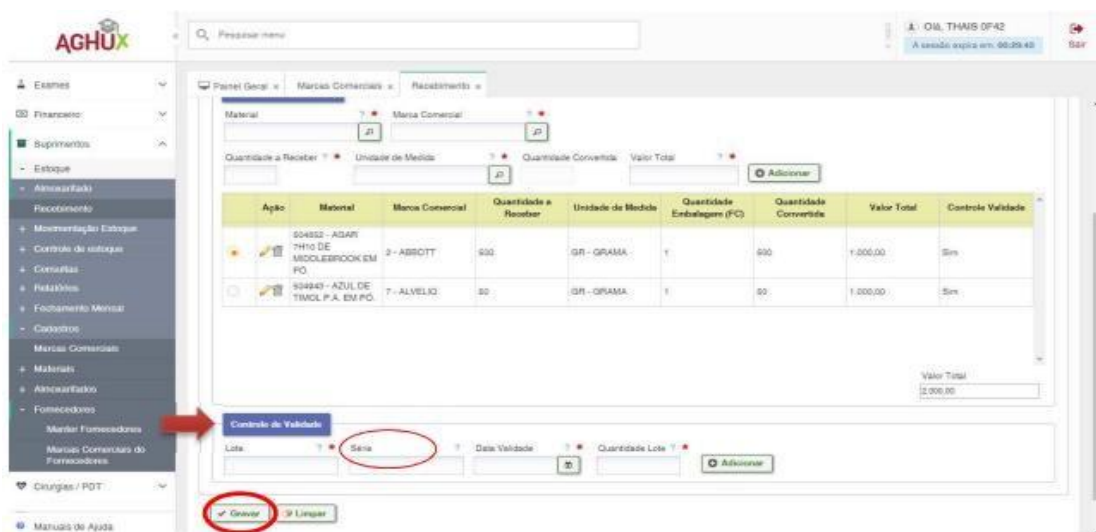 AGHUX
Pesquisar menu
Olá, THAIS 0F42
A sessão expira em: 00:29:40
Sair
Exames
Financeiro
Suprimentos
- Estoque
- Almoxarifado
Recebimento
+ Movimentação Estoque
+ Controle de estoque
+ Consultas
+ Relatórios
+ Fechamento Mensal
- Cadastros
Marcas Comerciais
+ Materiais
+ Almoxarifados
- Fornecedores
Manter Fornecedores
Marcas Comerciais do
Fornecedores
Cirurgias / PDT
Manuais de Ajuda
Painel Geral x Marcas Comerciais x Recebimento x
Material ? * Marca Comercial ? *
Quantidade a Receber ? * Unidade de Medida ? * Quantidade Convertida Valor Total ? *
Adicionar
Ação Material Marca Comercial Quantidade a Receber Unidade de Medida Quantidade Embalagem (FC) Quantidade Convertida Valor Total Controle Validade
AGAR
7H10 DE
MIDDLEBROOK EM
PÓ.
ABBOTT GR - GRAMA 1 1.000,00 Sim
AZUL DE
TIMOL P.A. EM PÓ.
7 - ALVELIQ 50 GR - GRAMA 1 50 1.000,00 Sim
Valor Total
2.000,00
Controle de Validade
Lote ? * Série ? Data Validade ? * Quantidade Lote ? *
Adicionar
Gravar Limpar